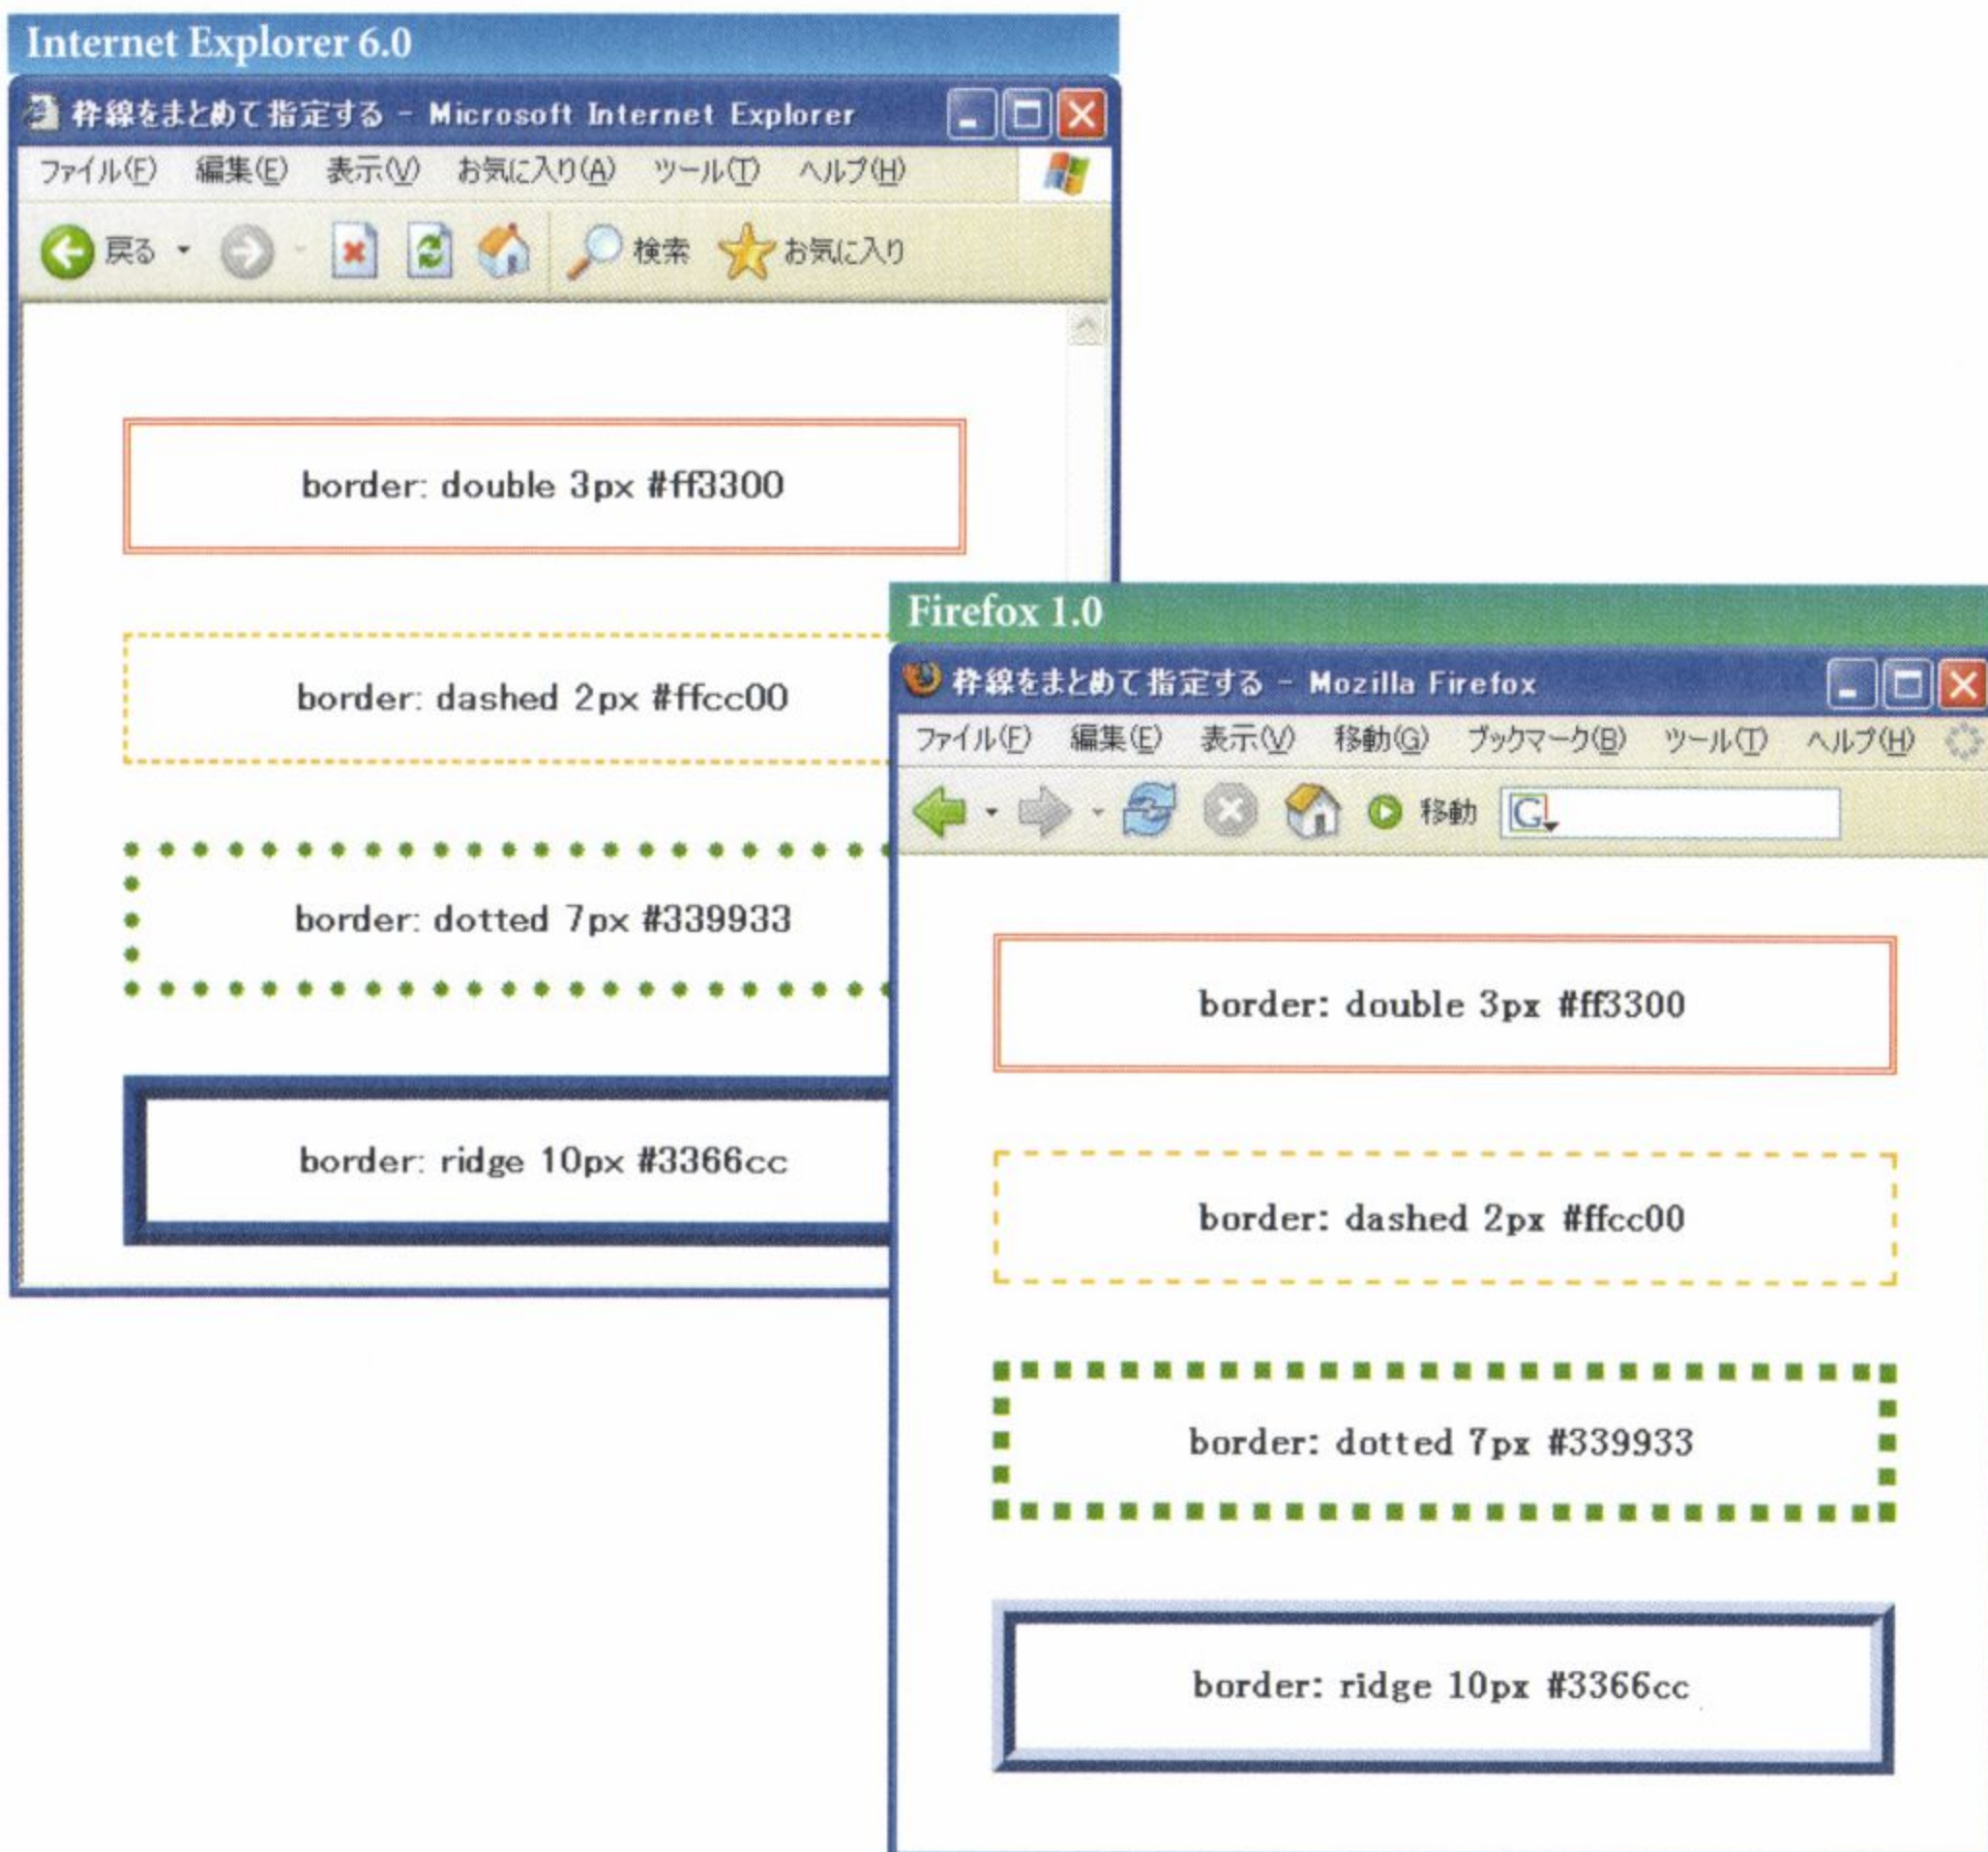 Internet Explorer 6.0
枠線をまとめて指定する - Microsoft Internet Explorer
ファイル(F) 編集(E) 表示(V) お気に入り(A) ツール(T) ヘルプ(H)
戻る 検索 お気に入り
border: double 3px #ff3300
border: dashed 2px #ffcc00
border: dotted 7px #339933
border: ridge 10px #3366cc
Firefox 1.0
枠線をまとめて指定する - Mozilla Firefox
ファイル(F) 編集(E) 表示(V) 移動(G) ブックマーク(B) ツール(T) ヘルプ(H)
移動 G
border: double 3px #ff3300
border: dashed 2px #ffcc00
border: dotted 7px #339933
border: ridge 10px #3366cc